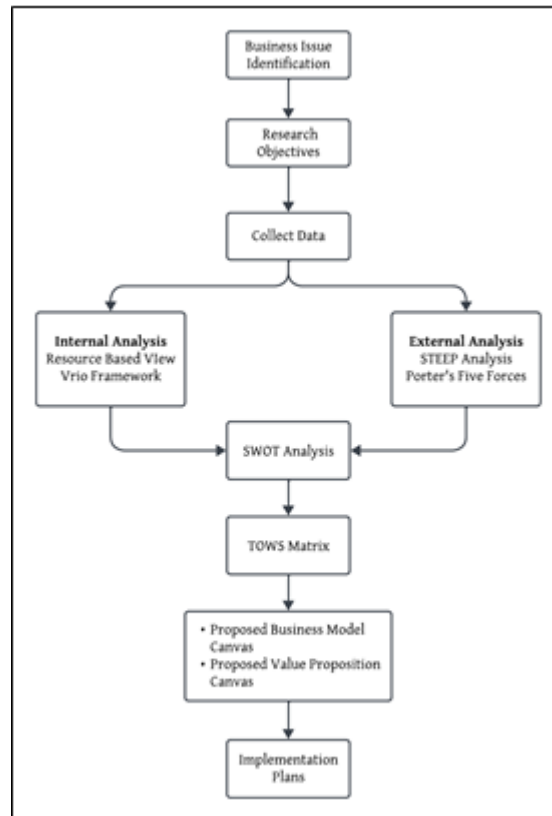 Business Issue
Identification
Research
Objectives
Collect Data
Internal Analysis
Resource Based VIew
Vrio Framework
External Analysis
STEEP Analysis
Porter's Five Forces
SWOT Analysis
TOWS Matrix
• Proposed Business Model
Canvas
• Proposed Value Proposition
Canvas
Implementation
Plans